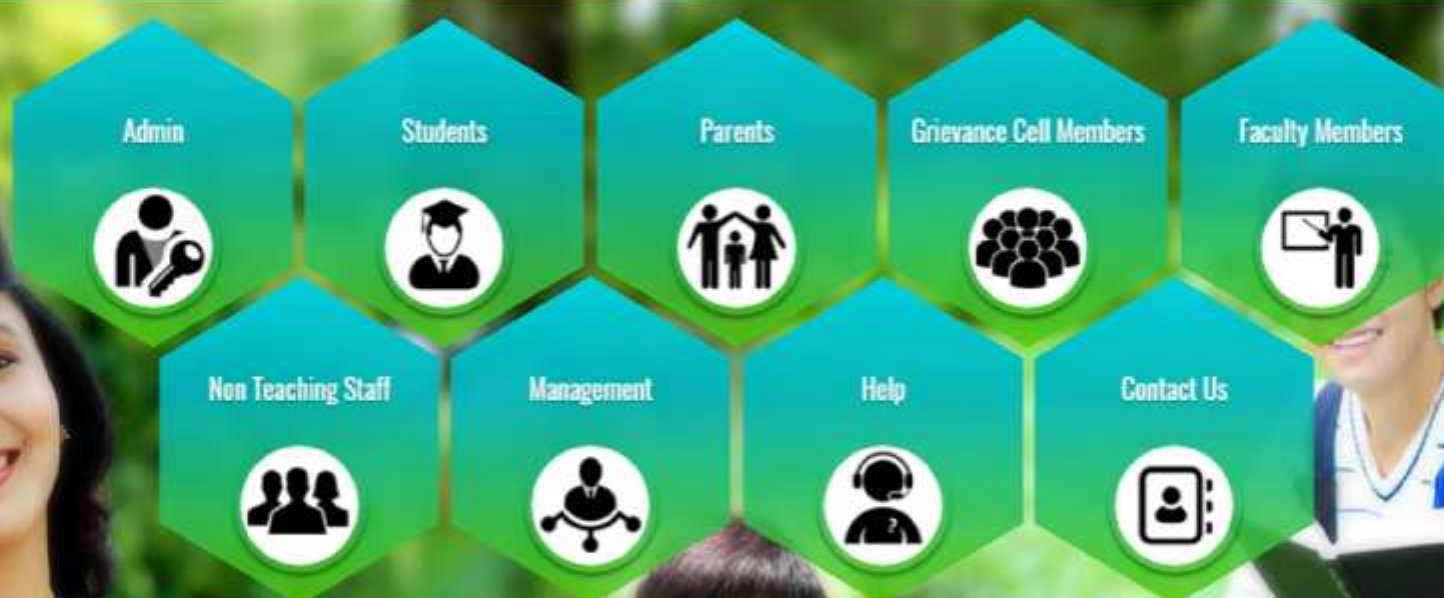 Admin
Students
Parents
Grievance Cell Members
Faculty Members
Non Teaching Staff
Management
Help
Contact Us
?